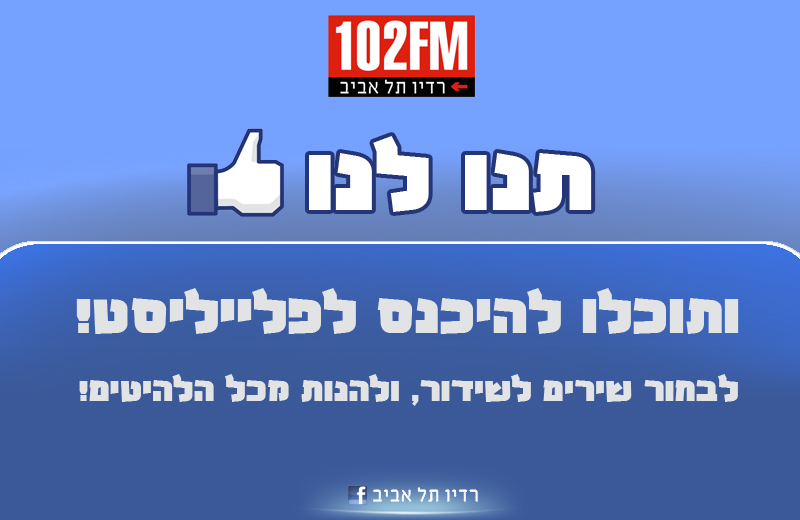 102FM
רדיו תל אביב
תנו לנו
ותוכלו להיכנס לפלייליסט!
לבחור שירים לשידור, ולהנות מכל הלהיטים!
רדיו תל אביב f